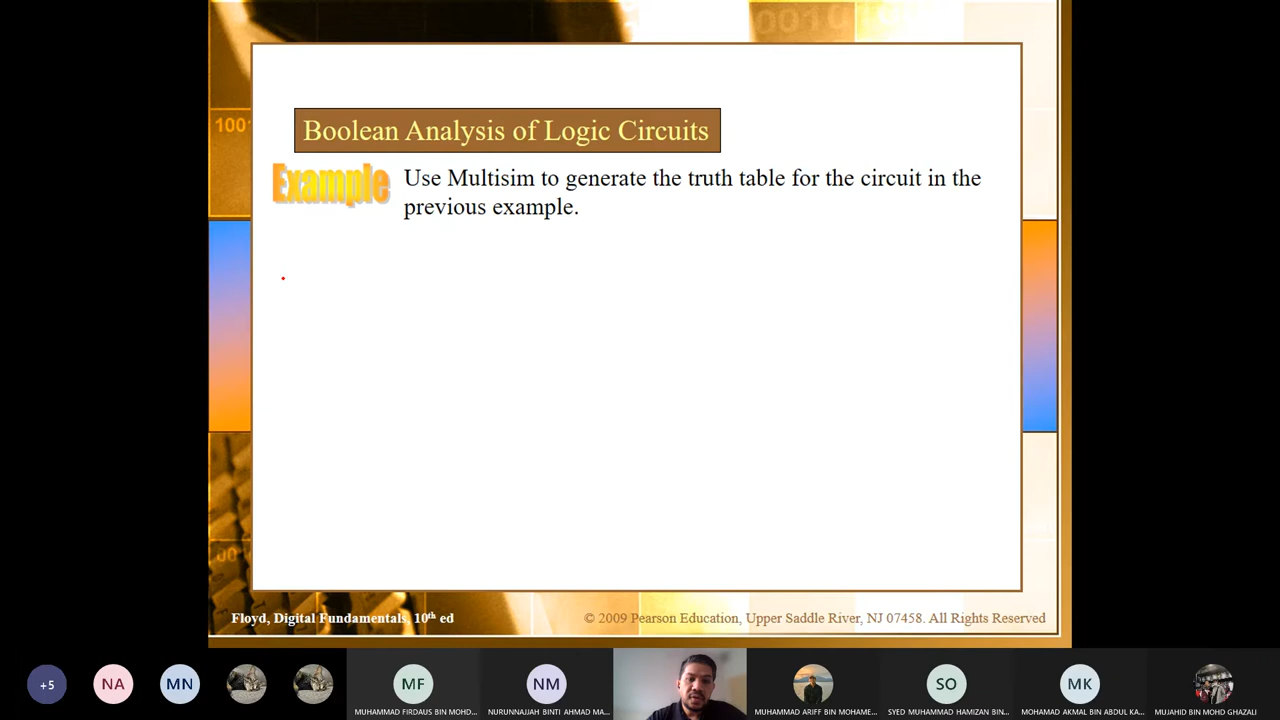 001010
1001
Boolean Analysis of Logic Circuits
Example
Use Multisim to generate the truth table for the circuit in the
previous example.
00
Floyd, Digital Fundamentals, 10th ed
© 2009 Pearson Education, Upper Saddle River, NJ 07458. All Rights Reserved
+5
NA
MN
MF
NM
SO
MK
MUHAMMAD FIRDAUS BIN MOHD...
NURUNNAJJAH BINTI AHMAD MA...
MUHAMMAD ARIFF BIN MOHAME...
SYED MUHAMMAD HAMIZAN BIN...
MOHAMAD AKMAL BIN ABDUL KA...
MUJAHID BIN MOHD GHAZALI